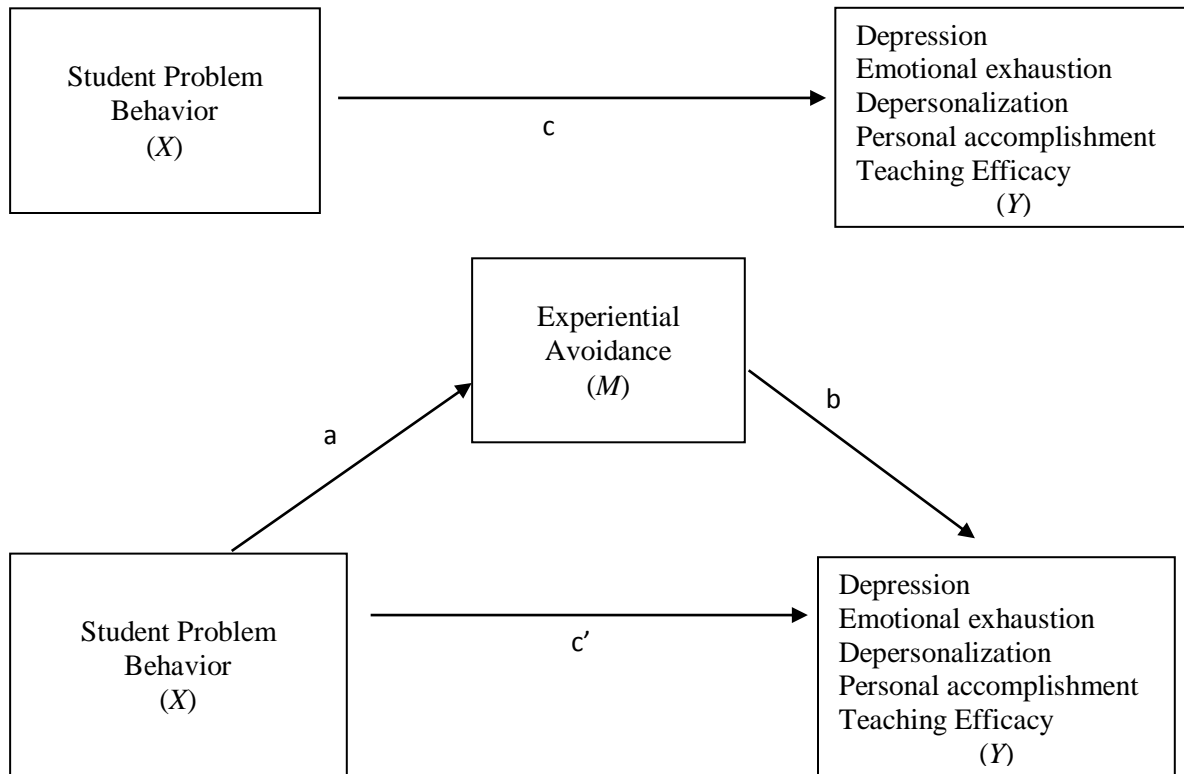 Student Problem
Behavior
(X)
c
Depression
Emotional exhaustion
Depersonalization
Personal accomplishment
Teaching Efficacy
(Y)
Experiential
Avoidance
(M)
a
b
Student Problem
Behavior
(X)
c’
Depression
Emotional exhaustion
Depersonalization
Personal accomplishment
Teaching Efficacy
(Y)